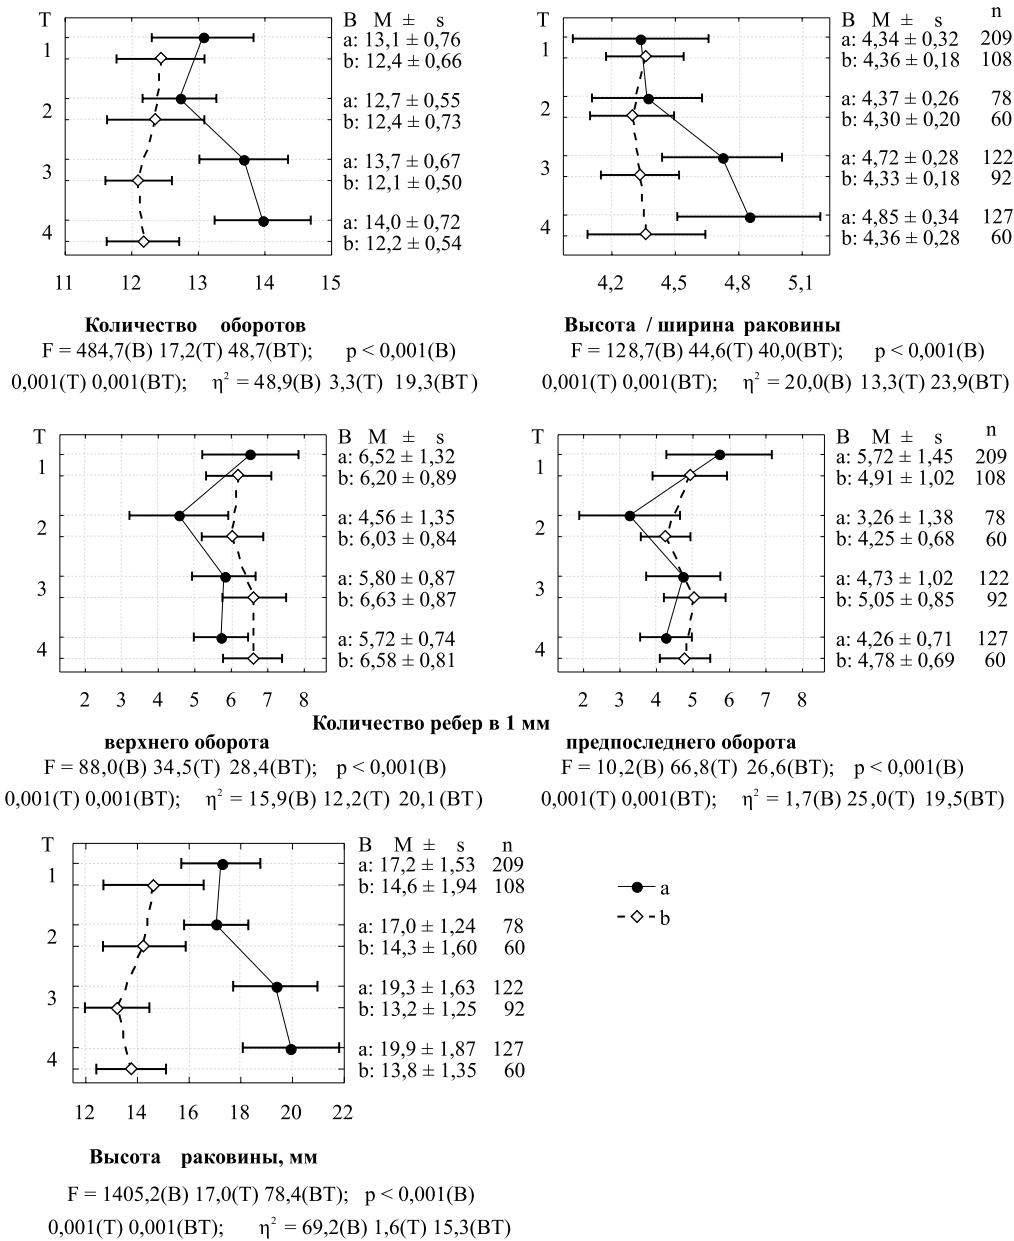 T B M ± s
1 a: 13,1 ± 0,76
b: 12,4 ± 0,66
2 a: 12,7 ± 0,55
b: 12,4 ± 0,73
3 a: 13,7 ± 0,67
b: 12,1 ± 0,50
4 a: 14,0 ± 0,72
b: 12,2 ± 0,54
11 12 13 14 15
Количество оборотов
F = 484,7(B) 17,2(T) 48,7(BT); p < 0,001(B)
0,001(T) 0,001(BT); η² = 48,9(B) 3,3(T) 19,3(BT)
T B M ± s n
1 a: 4,34 ± 0,32 209
b: 4,36 ± 0,18 108
2 a: 4,37 ± 0,26 78
b: 4,30 ± 0,20 60
3 a: 4,72 ± 0,28 122
b: 4,33 ± 0,18 92
4 a: 4,85 ± 0,34 127
b: 4,36 ± 0,28 60
4,2 4,5 4,8 5,1
Высота / ширина раковины
F = 128,7(B) 44,6(T) 40,0(BT); p < 0,001(B)
0,001(T) 0,001(BT); η² = 20,0(B) 13,3(T) 23,9(BT)
T B M ± s
1 a: 6,52 ± 1,32
b: 6,20 ± 0,89
2 a: 4,56 ± 1,35
b: 6,03 ± 0,84
3 a: 5,80 ± 0,87
b: 6,63 ± 0,87
4 a: 5,72 ± 0,74
b: 6,58 ± 0,81
2 3 4 5 6 7 8
T B M ± s n
1 a: 5,72 ± 1,45 209
b: 4,91 ± 1,02 108
2 a: 3,26 ± 1,38 78
b: 4,25 ± 0,68 60
3 a: 4,73 ± 1,02 122
b: 5,05 ± 0,85 92
4 a: 4,26 ± 0,71 127
b: 4,78 ± 0,69 60
2 3 4 5 6 7 8
Количество ребер в 1 мм
верхнего оборота
F = 88,0(B) 34,5(T) 28,4(BT); p < 0,001(B)
0,001(T) 0,001(BT); η² = 15,9(B) 12,2(T) 20,1 (BT)
предпоследнего оборота
F = 10,2(B) 66,8(T) 26,6(BT); p < 0,001(B)
0,001(T) 0,001(BT); η² = 1,7(B) 25,0(T) 19,5(BT)
T B M ± s n
1 a: 17,2 ± 1,53 209
b: 14,6 ± 1,94 108
2 a: 17,0 ± 1,24 78
b: 14,3 ± 1,60 60
3 a: 19,3 ± 1,63 122
b: 13,2 ± 1,25 92
4 a: 19,9 ± 1,87 127
b: 13,8 ± 1,35 60
12 14 16 18 20 22
Высота раковины, мм
F = 1405,2(B) 17,0(T) 78,4(BT); p < 0,001(B)
0,001(T) 0,001(BT); η² = 69,2(B) 1,6(T) 15,3(BT)
a
b